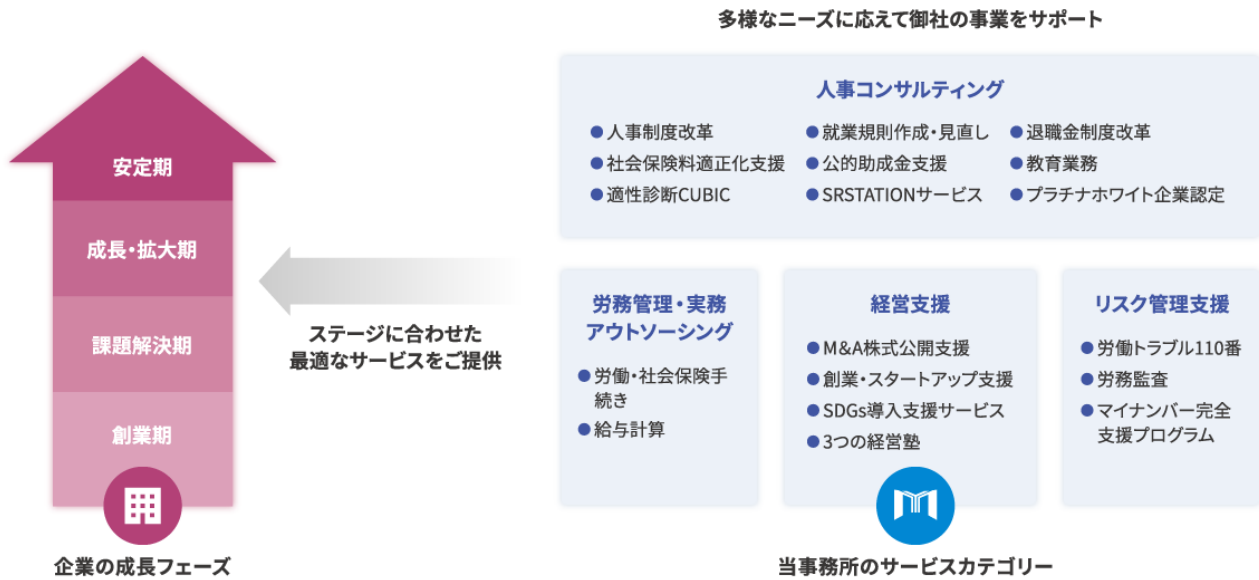 多様なニーズに応えて御社の事業をサポート
安定期
成長・拡大期
課題解決期
創業期
企業の成長フェーズ
ステージに合わせた
最適なサービスをご提供
人事コンサルティング
●人事制度改革
●社会保険料適正化支援
●適性診断CUBIC
●就業規則作成・見直し
●公的助成金支援
●SRSTATIONサービス
●退職金制度改革
●教育業務
●プラチナホワイト企業認定
労務管理・実務
アウトソーシング
●労働・社会保険手
続き
●給与計算
経営支援
●M&A株式公開支援
●創業・スタートアップ支援
●SDGs導入支援サービス
●3つの経営塾
リスク管理支援
●労働トラブル110番
●労務監査
●マイナンバー完全
支援プログラム
当事務所のサービスカテゴリー